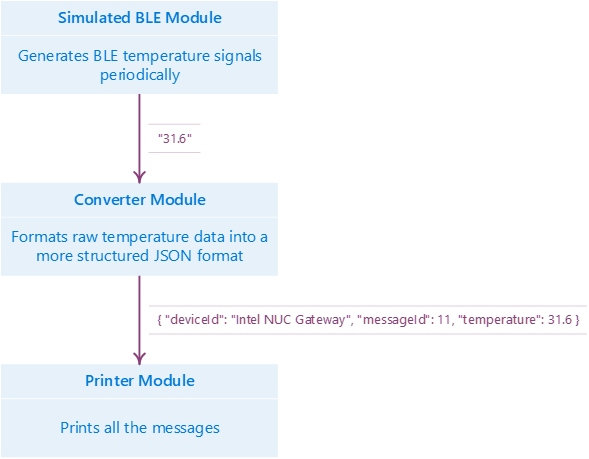 Simulated BLE Module
Generates BLE temperature signals
periodically
"31.6"
Converter Module
Formats raw temperature data into a
more structured JSON format
{ "deviceId": "Intel NUC Gateway", "messageId": 11, "temperature": 31.6 }
Printer Module
Prints all the messages